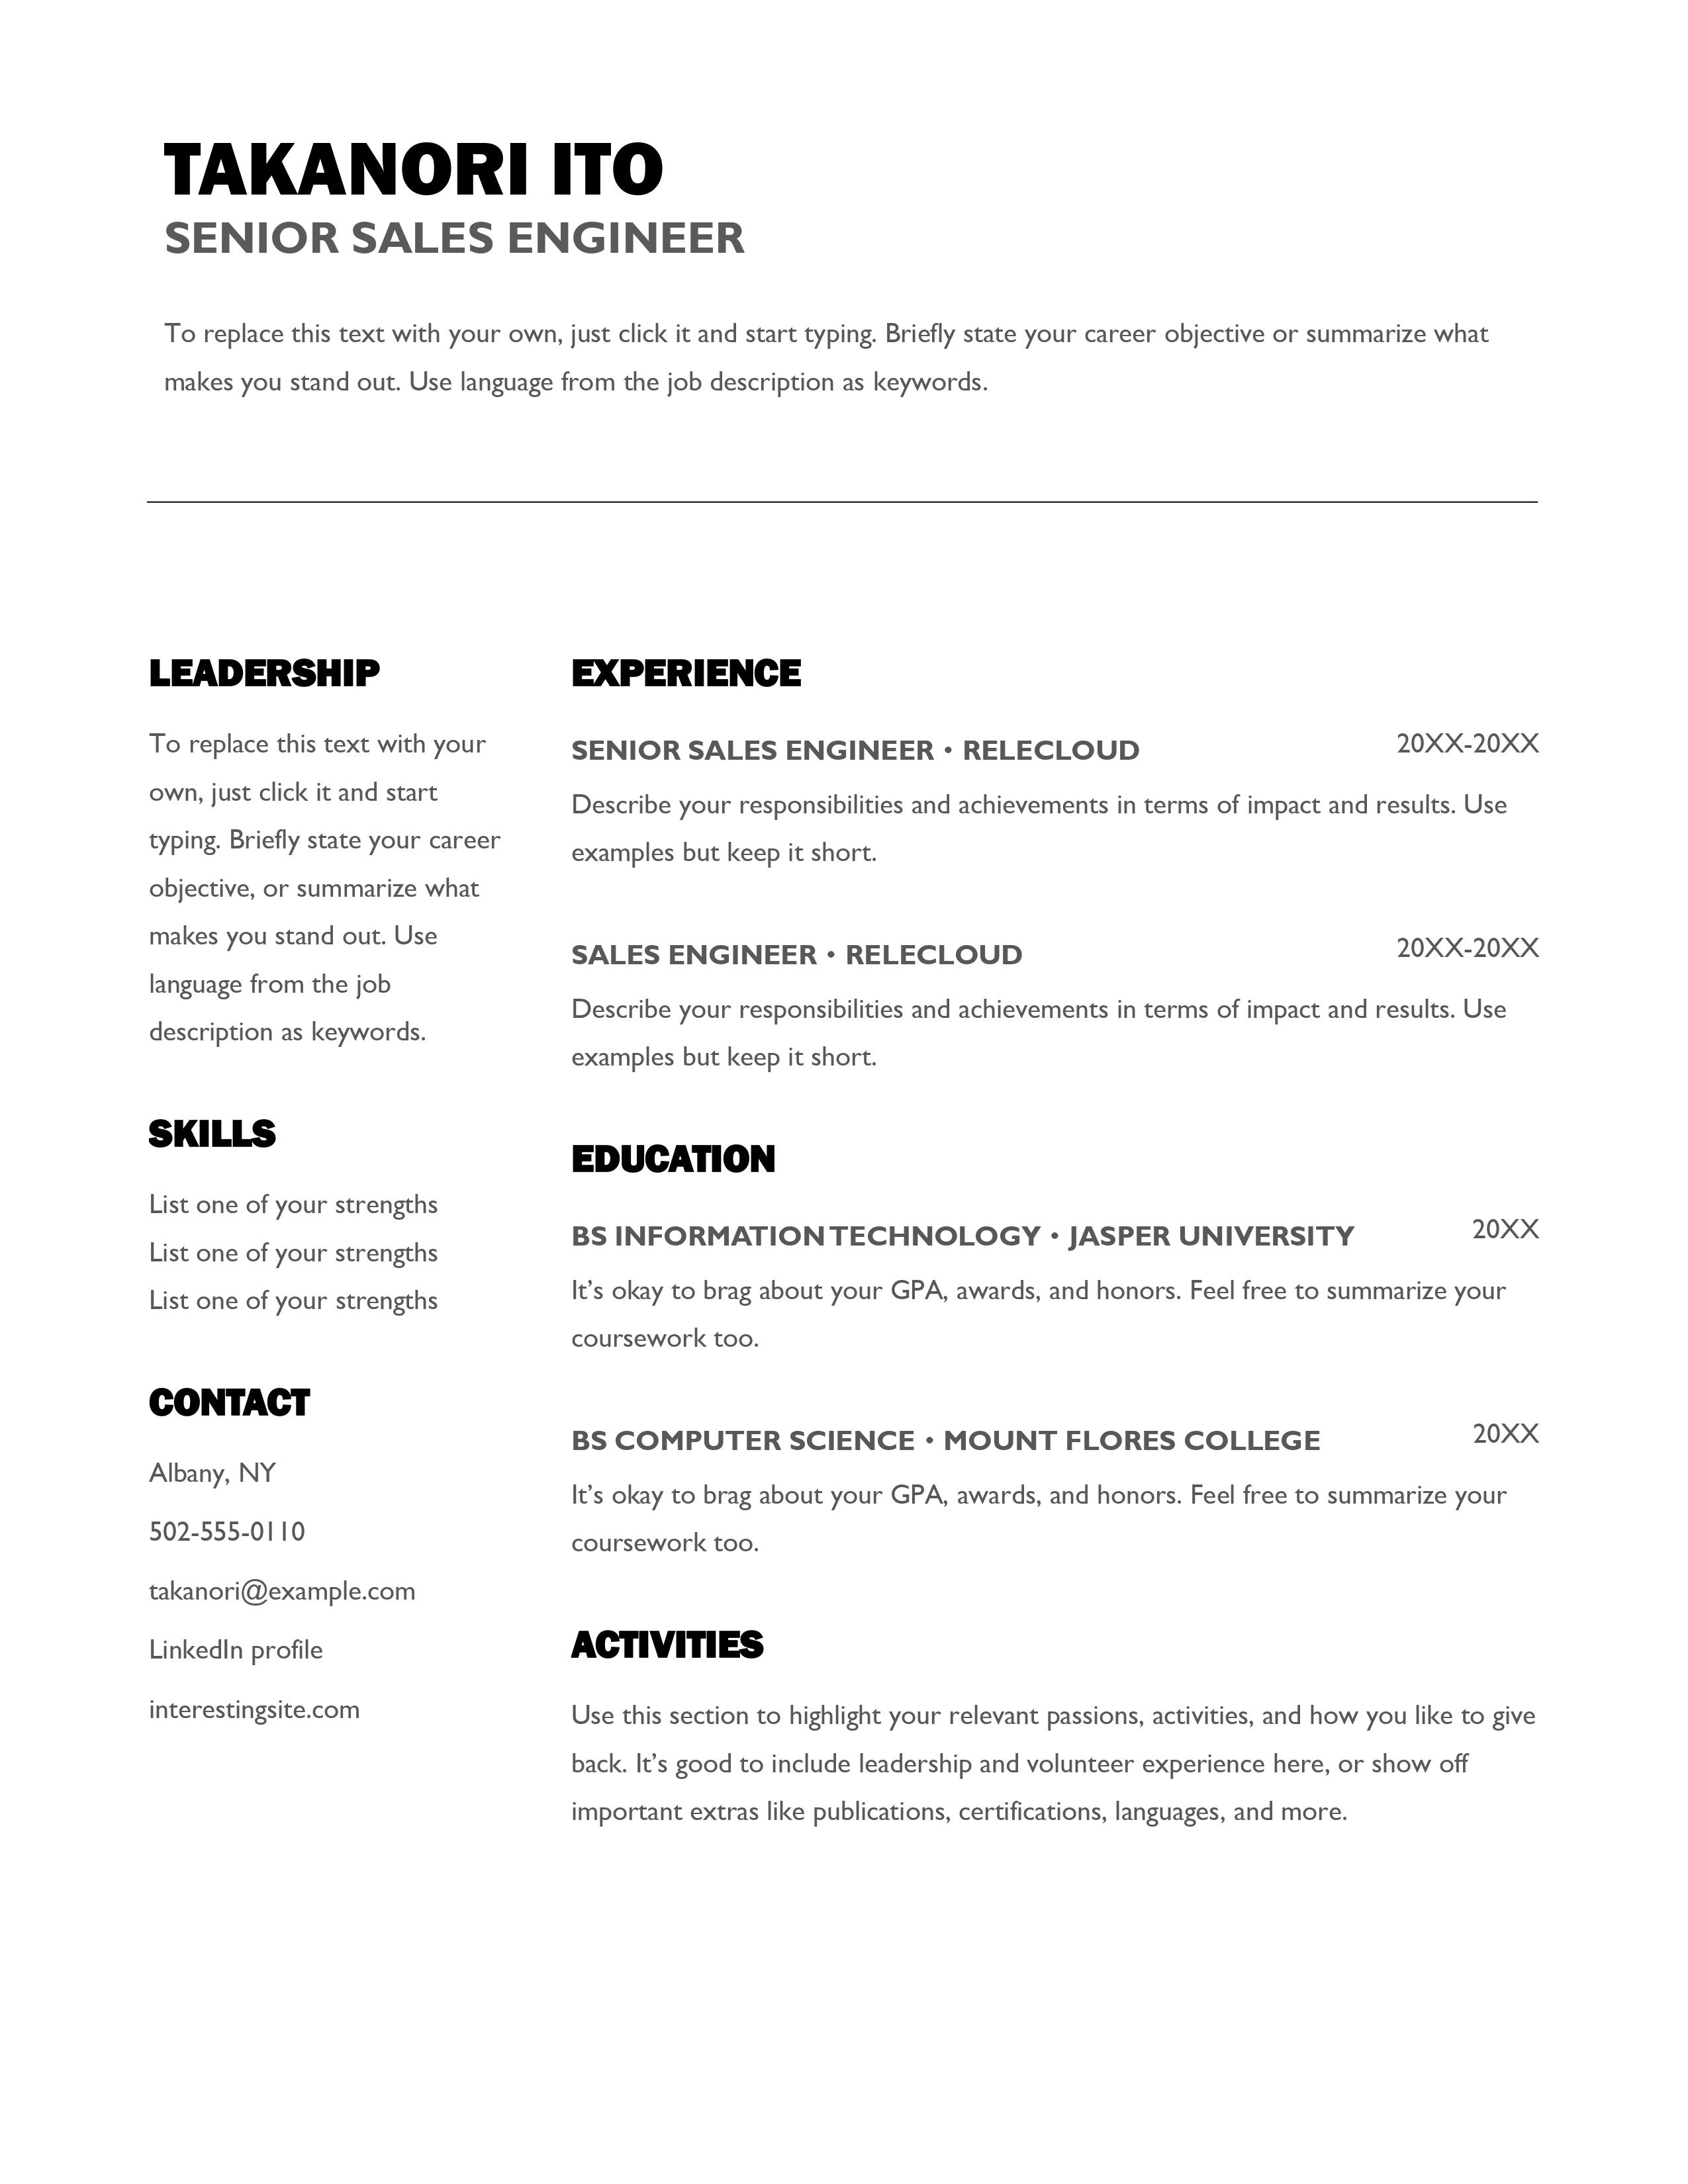 TAKANORI ITO
SENIOR SALES ENGINEER
To replace this text with your own, just click it and start typing. Briefly state your career objective or summarize what
makes you stand out. Use language from the job description as keywords.
LEADERSHIP
To replace this text with your
own, just click it and start
typing. Briefly state your career
objective, or summarize what
makes you stand out. Use
language from the job
description as keywords.
SKILLS
List one of your strengths
List one of your strengths
List one of your strengths
CONTACT
Albany, NY
502-555-0110
takanori@example.com
LinkedIn profile
interestingsite.com
EXPERIENCE
SENIOR SALES ENGINEER • RELECLOUD 20XX-20XX
Describe your responsibilities and achievements in terms of impact and results. Use
examples but keep it short.
SALES ENGINEER • RELECLOUD 20XX-20XX
Describe your responsibilities and achievements in terms of impact and results. Use
examples but keep it short.
EDUCATION
BS INFORMATION TECHNOLOGY • JASPER UNIVERSITY 20XX
It’s okay to brag about your GPA, awards, and honors. Feel free to summarize your
coursework too.
BS COMPUTER SCIENCE • MOUNT FLORES COLLEGE 20XX
It’s okay to brag about your GPA, awards, and honors. Feel free to summarize your
coursework too.
ACTIVITIES
Use this section to highlight your relevant passions, activities, and how you like to give
back. It’s good to include leadership and volunteer experience here, or show off
important extras like publications, certifications, languages, and more.